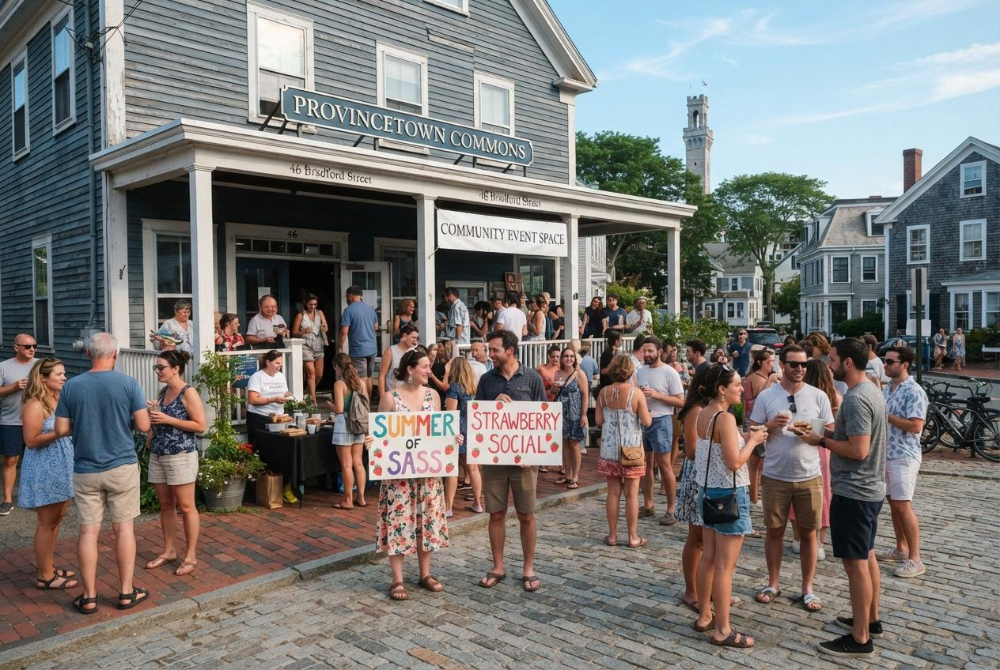 PROVINCETOWN COMMONS
46 Bradford Street
46 Bradford Street
COMMUNITY EVENT SPACE
46
SUMMER
OF
SASS
STRAWBERRY
SOCIAL